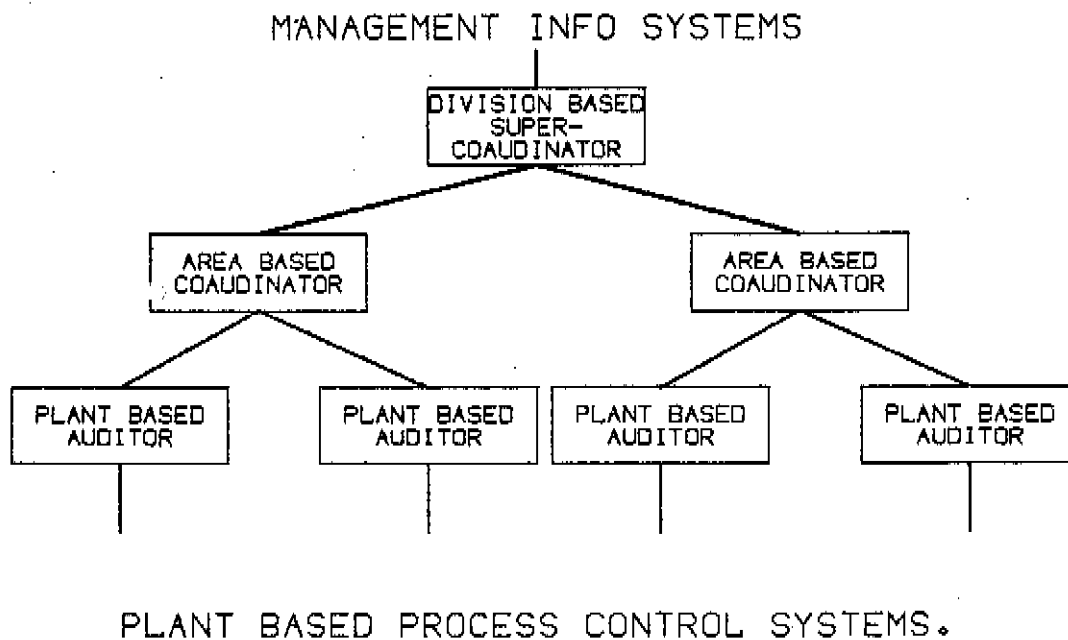 MANAGEMENT INFO SYSTEMS
DIVISION BASED
SUPER-
COAUDINATOR
AREA BASED
COAUDINATOR
AREA BASED
COAUDINATOR
PLANT BASED
AUDITOR
PLANT BASED
AUDITOR
PLANT BASED
AUDITOR
PLANT BASED
AUDITOR
PLANT BASED PROCESS CONTROL SYSTEMS.